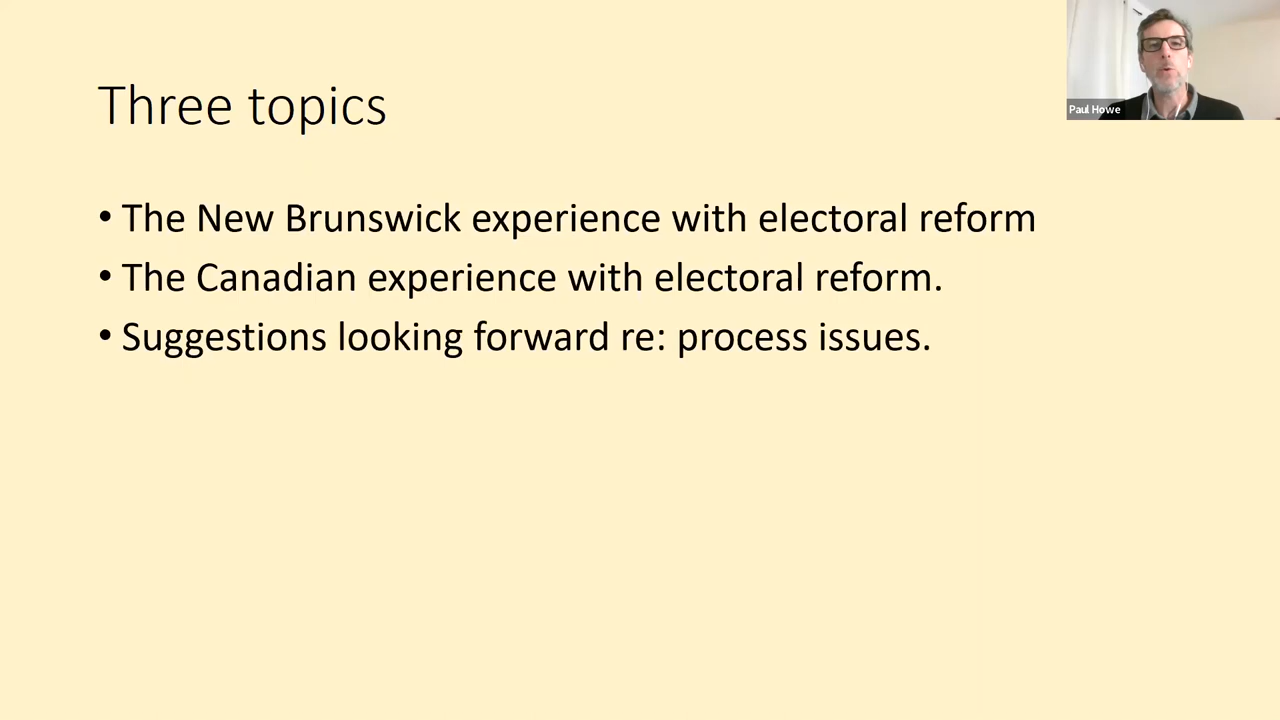 Three topics
• The New Brunswick experience with electoral reform
• The Canadian experience with electoral reform.
• Suggestions looking forward re: process issues.
Paul Howe